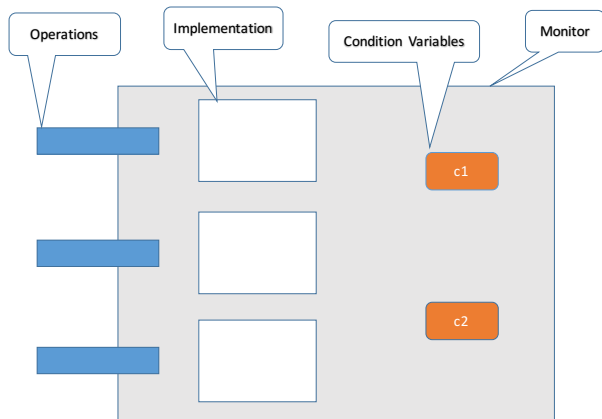 Operations
Implementation
Condition Variables
Monitor
c1
c2